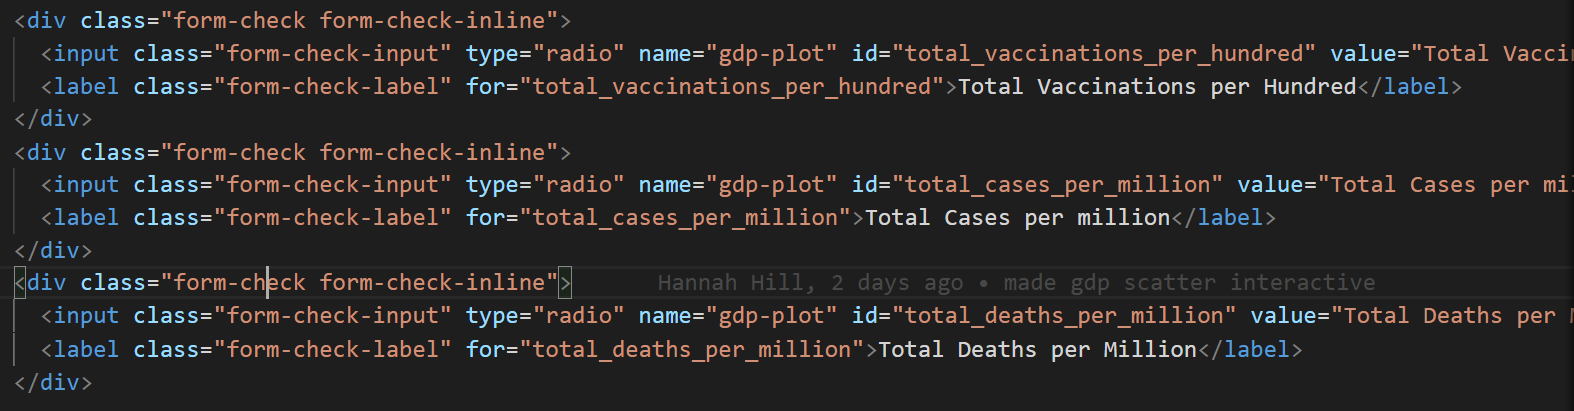 <div class="form-check form-check-inline">
<input class="form-check-input" type="radio" name="gdp-plot" id="total_vaccinations_per_hundred" value="Total
<label class="form-check-label" for="total_vaccinations_per_hundred">Total Vaccinations per Hundred</label>
</div>
<div class="form-check form-check-inline">
<input class="form-check-input" type="radio" name="gdp-plot" id="total_cases_per_million" value="Total Cases per
<label class="form-check-label" for="total_cases_per_million">Total Cases per million</label>
</div>
<div class="form-check form-check-inline"> Hannah Hill, 2 days ago • made gdp scatter interactive
<input class="form-check-input" type="radio" name="gdp-plot" id="total_deaths_per_million" value="Total Deaths per
<label class="form-check-label" for="total_deaths_per_million">Total Deaths per Million</label>
</div>